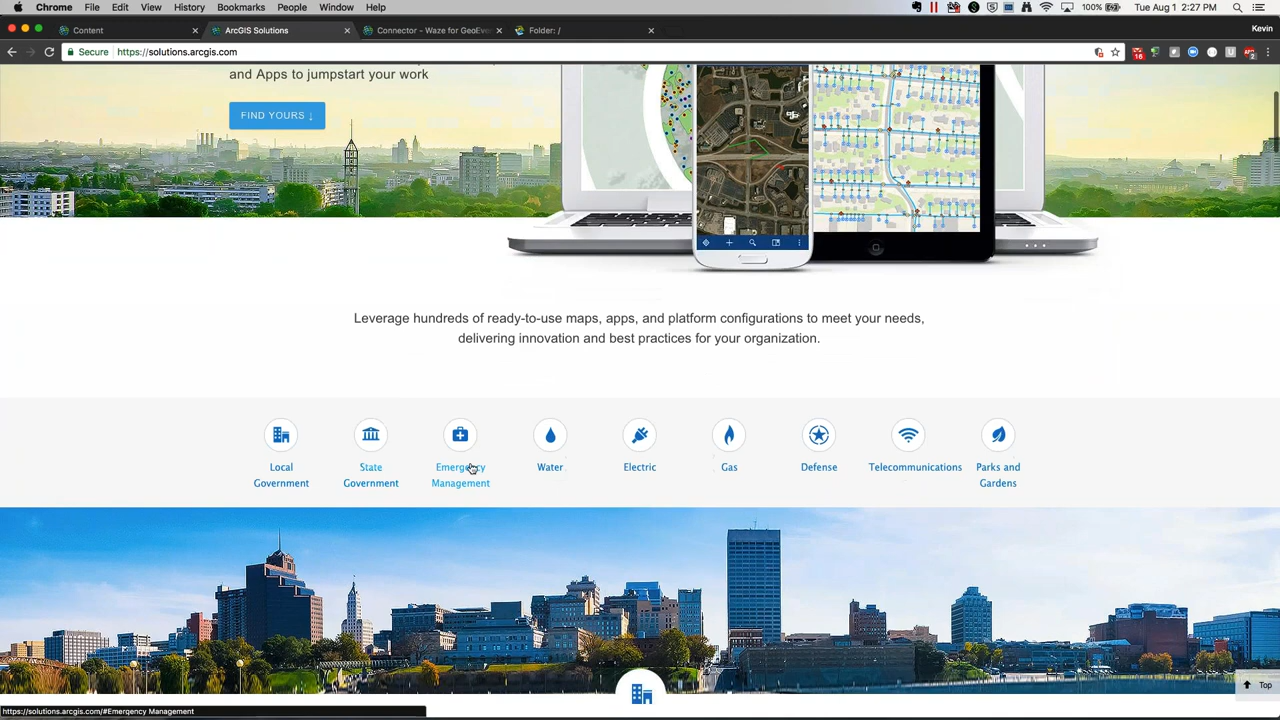 Chrome File Edit View History Bookmarks People Window Help 100% Tue Aug 1 2:27 PM
Content ArcGIS Solutions Connector - Waze for GeoEve Folder: / Kevin
Secure https://solutions.arcgis.com 16 2
and Apps to jumpstart your work
FIND YOURS ↓
Leverage hundreds of ready-to-use maps, apps, and platform configurations to meet your needs,
delivering innovation and best practices for your organization.
Local Government
State Government
Emergency Management
Water
Electric
Gas
Defense
Telecommunications
Parks and Gardens
Top
https://solutions.arcgis.com/#Emergency Management